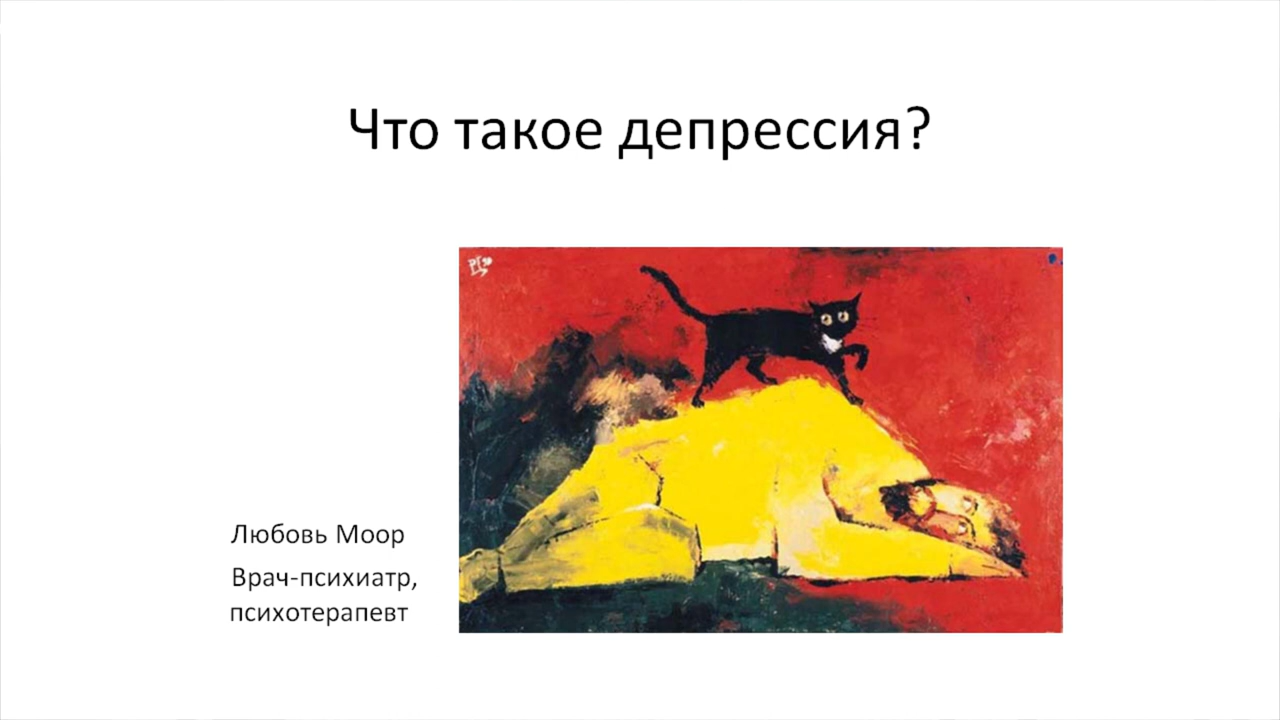 Что такое депрессия?
Любовь Моор
Врач-психиатр,
психотерапевт